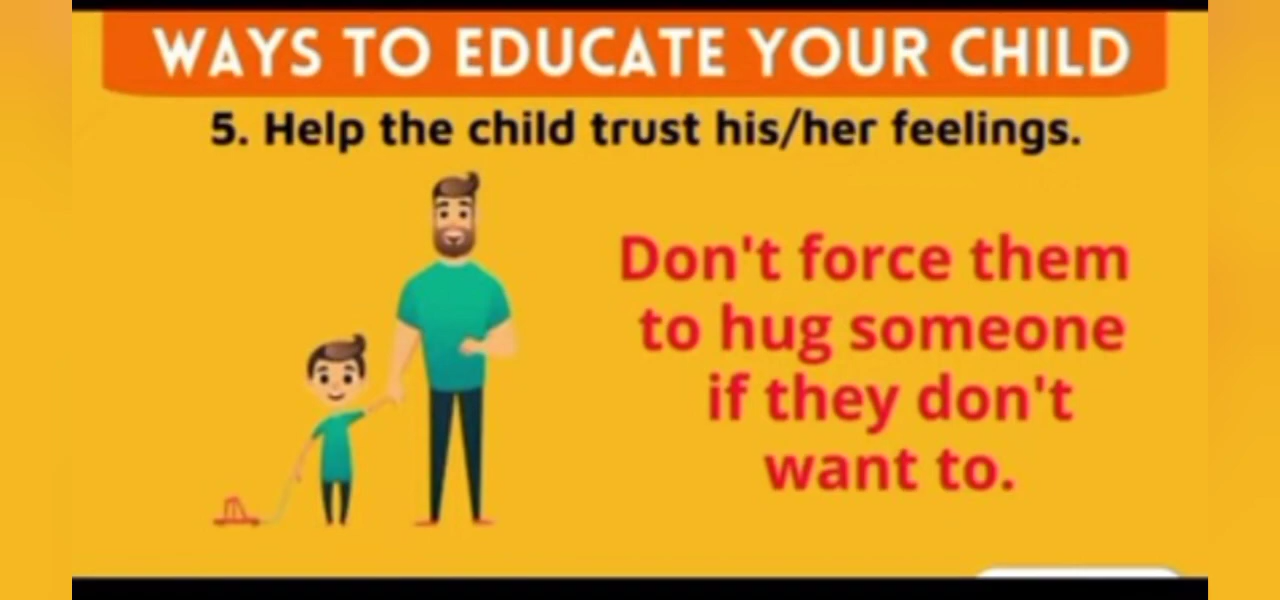 WAYS TO EDUCATE YOUR CHILD
5. Help the child trust his/her feelings.
Don't force them
to hug someone
if they don't
want to.